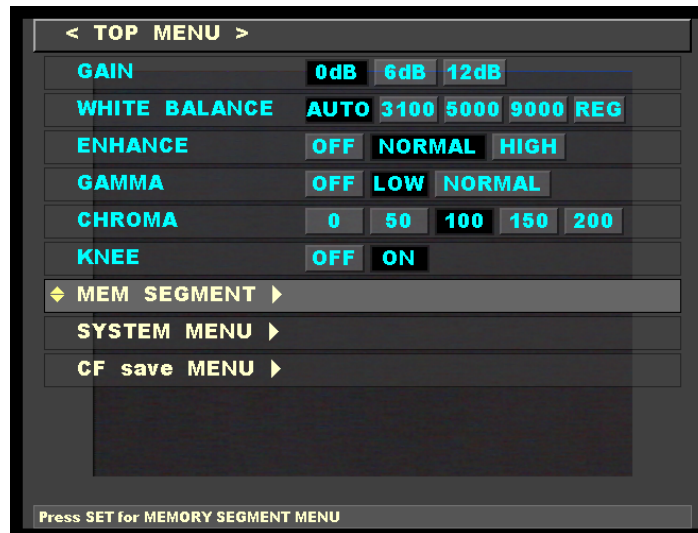 < TOP MENU >
GAIN 0dB 6dB 12dB
WHITE BALANCE AUTO 3100 5000 9000 REG
ENHANCE OFF NORMAL HIGH
GAMMA OFF LOW NORMAL
CHROMA 0 50 100 150 200
KNEE OFF ON
MEM SEGMENT
SYSTEM MENU
CF save MENU
Press SET for MEMORY SEGMENT MENU